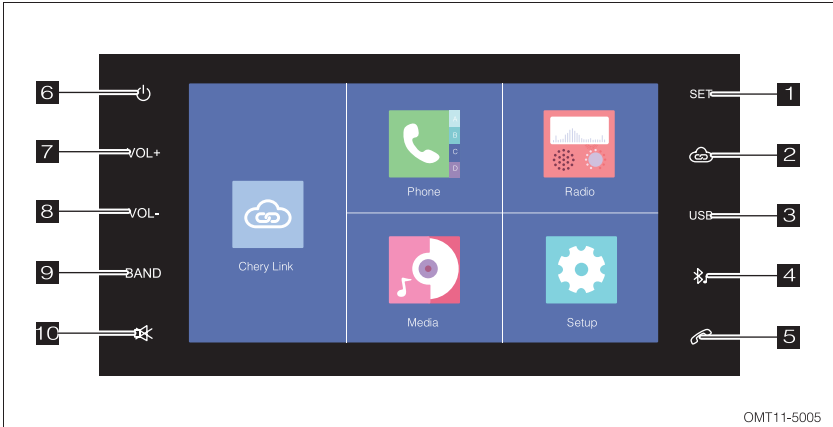 6
7
8
9
10
VOL+
VOL-
BAND
Chery Link
Phone
A
B
C
D
Radio
Media
Setup
SET
USB
1
2
3
4
5
OMT11-5005